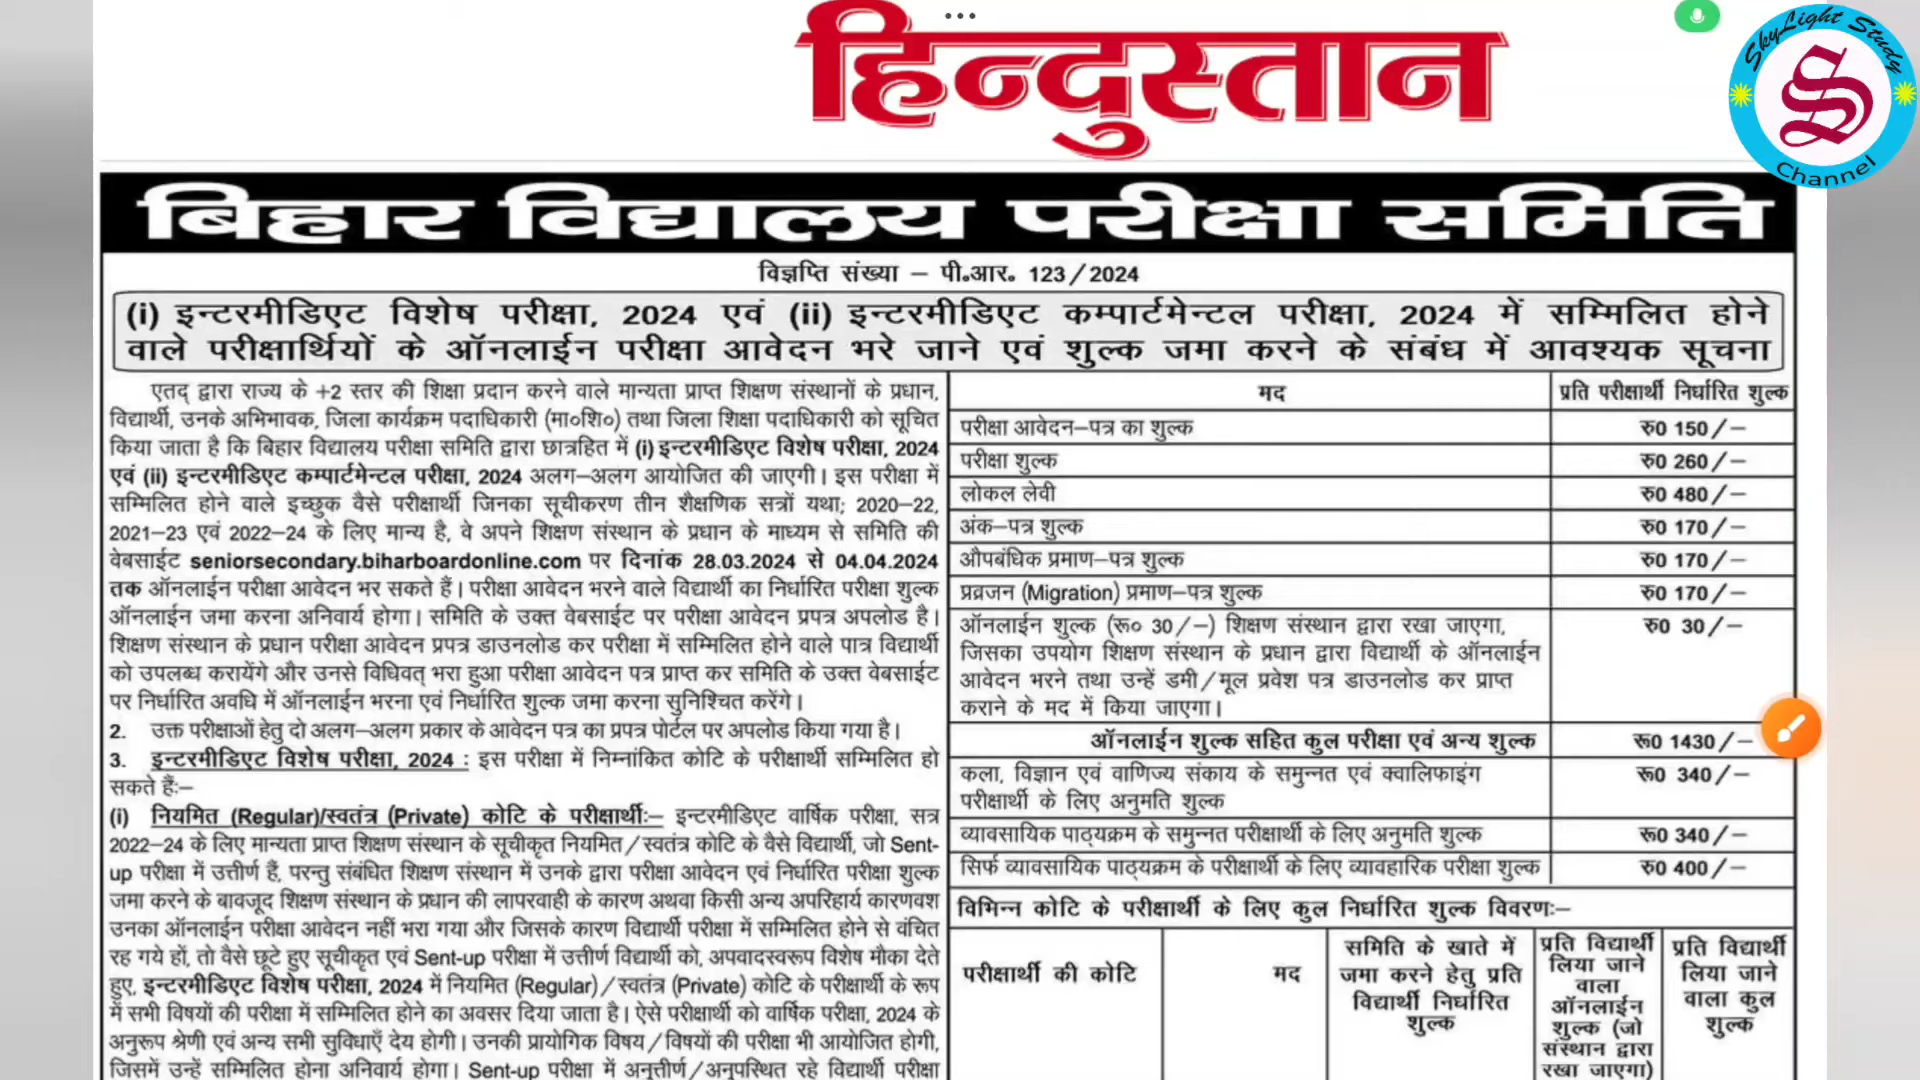 हिन्दुस्तान
SkyLight Study
S
Channel
बिहार विद्यालय परीक्षा समिति
विज्ञप्ति संख्या – पी०आर० 123/2024
(i) इन्टरमीडिएट विशेष परीक्षा, 2024 एवं (ii) इन्टरमीडिएट कम्पार्टमेन्टल परीक्षा, 2024 में सम्मिलित होने
वाले परीक्षार्थियों के ऑनलाईन परीक्षा आवेदन भरे जाने एवं शुल्क जमा करने के संबंध में आवश्यक सूचना
एतद् द्वारा राज्य के +2 स्तर की शिक्षा प्रदान करने वाले मान्यता प्राप्त शिक्षण संस्थानों के प्रधान,
विद्यार्थी, उनके अभिभावक, जिला कार्यक्रम पदाधिकारी (मा०शि०) तथा जिला शिक्षा पदाधिकारी को सूचित
किया जाता है कि बिहार विद्यालय परीक्षा समिति द्वारा छात्रहित में (i) इन्टरमीडिएट विशेष परीक्षा, 2024
एवं (ii) इन्टरमीडिएट कम्पार्टमेन्टल परीक्षा, 2024 अलग–अलग आयोजित की जाएगी। इस परीक्षा में
सम्मिलित होने वाले इच्छुक वैसे परीक्षार्थी जिनका सूचीकरण तीन शैक्षणिक सत्रों यथा; 2020–22,
2021–23 एवं 2022–24 के लिए मान्य है, वे अपने शिक्षण संस्थान के प्रधान के माध्यम से समिति की
वेबसाईट seniorsecondary.biharboardonline.com पर दिनांक 28.03.2024 से 04.04.2024
तक ऑनलाईन परीक्षा आवेदन भर सकते हैं। परीक्षा आवेदन भरने वाले विद्यार्थी का निर्धारित परीक्षा शुल्क
ऑनलाईन जमा करना अनिवार्य होगा। समिति के उक्त वेबसाईट पर परीक्षा आवेदन प्रपत्र अपलोड है।
शिक्षण संस्थान के प्रधान परीक्षा आवेदन प्रपत्र डाउनलोड कर परीक्षा में सम्मिलित होने वाले पात्र विद्यार्थी
को उपलब्ध करायेंगे और उनसे विधिवत् भरा हुआ परीक्षा आवेदन पत्र प्राप्त कर समिति के उक्त वेबसाईट
पर निर्धारित अवधि में ऑनलाईन भरना एवं निर्धारित शुल्क जमा करना सुनिश्चित करेंगे।
2. उक्त परीक्षाओं हेतु दो अलग–अलग प्रकार के आवेदन पत्र का प्रपत्र पोर्टल पर अपलोड किया गया है।
3. इन्टरमीडिएट विशेष परीक्षा, 2024 : इस परीक्षा में निम्नांकित कोटि के परीक्षार्थी सम्मिलित हो
सकते हैं:–
(i) नियमित (Regular)/स्वतंत्र (Private) कोटि के परीक्षार्थी:– इन्टरमीडिएट वार्षिक परीक्षा, सत्र
2022–24 के लिए मान्यता प्राप्त शिक्षण संस्थान के सूचीकृत नियमित/स्वतंत्र कोटि के वैसे विद्यार्थी, जो Sent-
up परीक्षा में उत्तीर्ण हैं, परन्तु संबंधित शिक्षण संस्थान में उनके द्वारा परीक्षा आवेदन एवं निर्धारित परीक्षा शुल्क
जमा करने के बावजूद शिक्षण संस्थान के प्रधान की लापरवाही के कारण अथवा किसी अन्य अपरिहार्य कारणवश
उनका ऑनलाईन परीक्षा आवेदन नहीं भरा गया और जिसके कारण विद्यार्थी परीक्षा में सम्मिलित होने से वंचित
रह गये हों, तो वैसे छूटे हुए सूचीकृत एवं Sent-up परीक्षा में उत्तीर्ण विद्यार्थी को, अपवादस्वरूप विशेष मौका देते
हुए, इन्टरमीडिएट विशेष परीक्षा, 2024 में नियमित (Regular)/स्वतंत्र (Private) कोटि के परीक्षार्थी के रूप
में सभी विषयों की परीक्षा में सम्मिलित होने का अवसर दिया जाता है। ऐसे परीक्षार्थी को वार्षिक परीक्षा, 2024 के
अनुरूप श्रेणी एवं अन्य सभी सुविधाएँ देय होगी। उनकी प्रायोगिक विषय/विषयों की परीक्षा भी आयोजित होगी,
जिसमें उन्हें सम्मिलित होना अनिवार्य होगा। Sent-up परीक्षा में अनुत्तीर्ण/अनुपस्थित रहे विद्यार्थी परीक्षा
मद प्रति परीक्षार्थी निर्धारित शुल्क
परीक्षा आवेदन–पत्र का शुल्क रु0 150/–
परीक्षा शुल्क रु0 260/–
लोकल लेवी रु0 480/–
अंक–पत्र शुल्क रु0 170/–
औपबंधिक प्रमाण–पत्र शुल्क रु0 170/–
प्रव्रजन (Migration) प्रमाण–पत्र शुल्क रु0 170/–
ऑनलाईन शुल्क (रू० 30/–) शिक्षण संस्थान द्वारा रखा जाएगा, रु0 30/–
जिसका उपयोग शिक्षण संस्थान के प्रधान द्वारा विद्यार्थी के ऑनलाईन
आवेदन भरने तथा उन्हें डमी/मूल प्रवेश पत्र डाउनलोड कर प्राप्त
कराने के मद में किया जाएगा।
ऑनलाईन शुल्क सहित कुल परीक्षा एवं अन्य शुल्क रू0 1430/–
कला, विज्ञान एवं वाणिज्य संकाय के समुन्नत एवं क्वालिफाइंग रू0 340/–
परीक्षार्थी के लिए अनुमति शुल्क
व्यावसायिक पाठ्यक्रम के समुन्नत परीक्षार्थी के लिए अनुमति शुल्क रू0 340/–
सिर्फ व्यावसायिक पाठ्यक्रम के परीक्षार्थी के लिए व्यावहारिक परीक्षा शुल्क रु0 400/–
विभिन्न कोटि के परीक्षार्थी के लिए कुल निर्धारित शुल्क विवरण:–
परीक्षार्थी की कोटि
मद
समिति के खाते में
जमा करने हेतु प्रति
विद्यार्थी निर्धारित
शुल्क
प्रति विद्यार्थी
लिया जाने
वाला
ऑनलाईन
शुल्क (जो
संस्थान द्वारा
रखा जाएगा)
प्रति विद्यार्थी
लिया जाने
वाला कुल
शुल्क